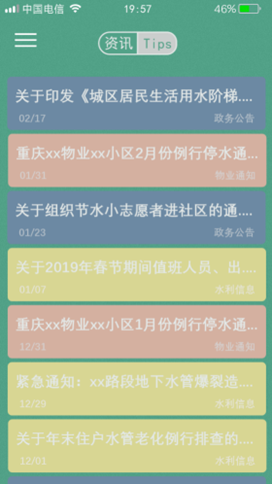 中国电信 19:57 46%
资讯 Tips
关于印发《城区居民生活用水阶梯....
02/17 政务公告
重庆xx物业xx小区2月份例行停水通...
01/31 物业通知
关于组织节水小志愿者进社区的通....
01/23 政务公告
关于2019年春节期间值班人员、出....
01/07 水利信息
重庆xx物业xx小区1月份例行停水通...
12/31 物业通知
紧急通知：xx路段地下水管爆裂造....
12/29 水利信息
关于年末住户水管老化例行排查的....
12/01 水利信息